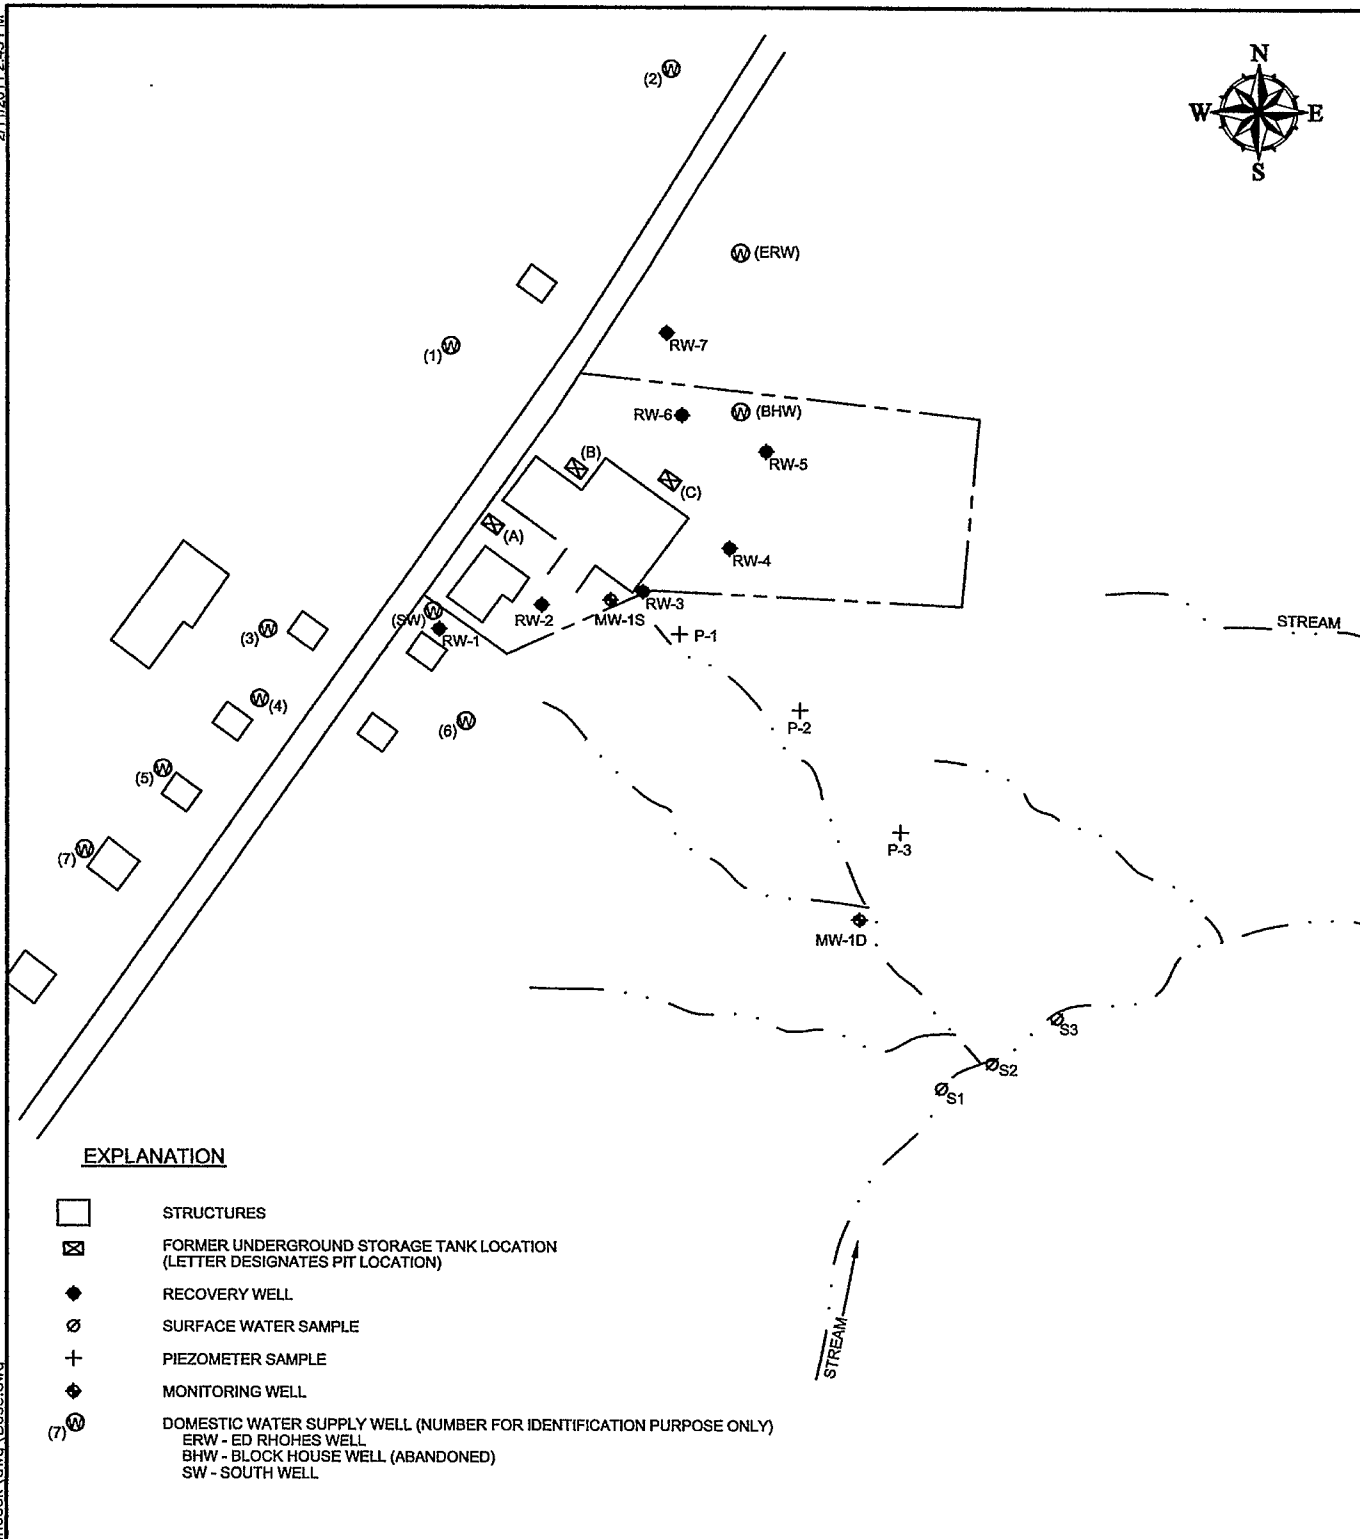 N
W E
S
(2)
(ERW)
RW-7
(1)
RW-6
(BHW)
(B)
RW-5
(C)
(A)
RW-4
RW-3
(SW)
RW-2
MW-1S
RW-1
P-1
STREAM
(3)
(4)
(6)
P-2
(5)
(7)
P-3
MW-1D
S3
S2
S1
STREAM
EXPLANATION
STRUCTURES
FORMER UNDERGROUND STORAGE TANK LOCATION
(LETTER DESIGNATES PIT LOCATION)
RECOVERY WELL
SURFACE WATER SAMPLE
PIEZOMETER SAMPLE
MONITORING WELL
(7) W DOMESTIC WATER SUPPLY WELL (NUMBER FOR IDENTIFICATION PURPOSE ONLY)
ERW - ED RHOHES WELL
BHW - BLOCK HOUSE WELL (ABANDONED)
SW - SOUTH WELL